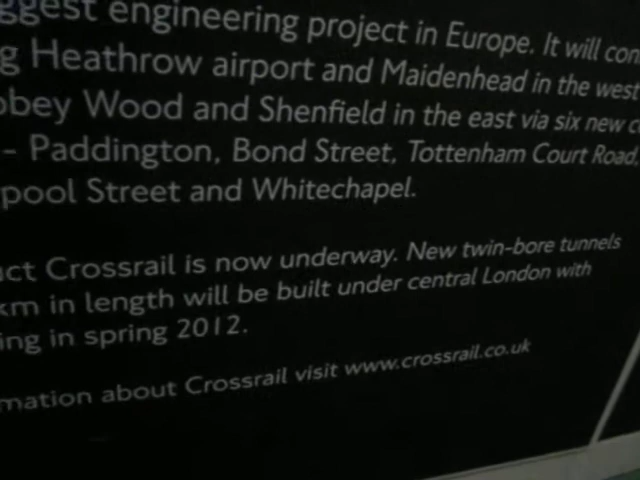 ggest engineering project in Europe. It will con
g Heathrow airport and Maidenhead in the west
bbey Wood and Shenfield in the east via six new c
– Paddington, Bond Street, Tottenham Court Road,
pool Street and Whitechapel.
uct Crossrail is now underway. New twin-bore tunnels
km in length will be built under central London with
ing in spring 2012.
mation about Crossrail visit www.crossrail.co.uk